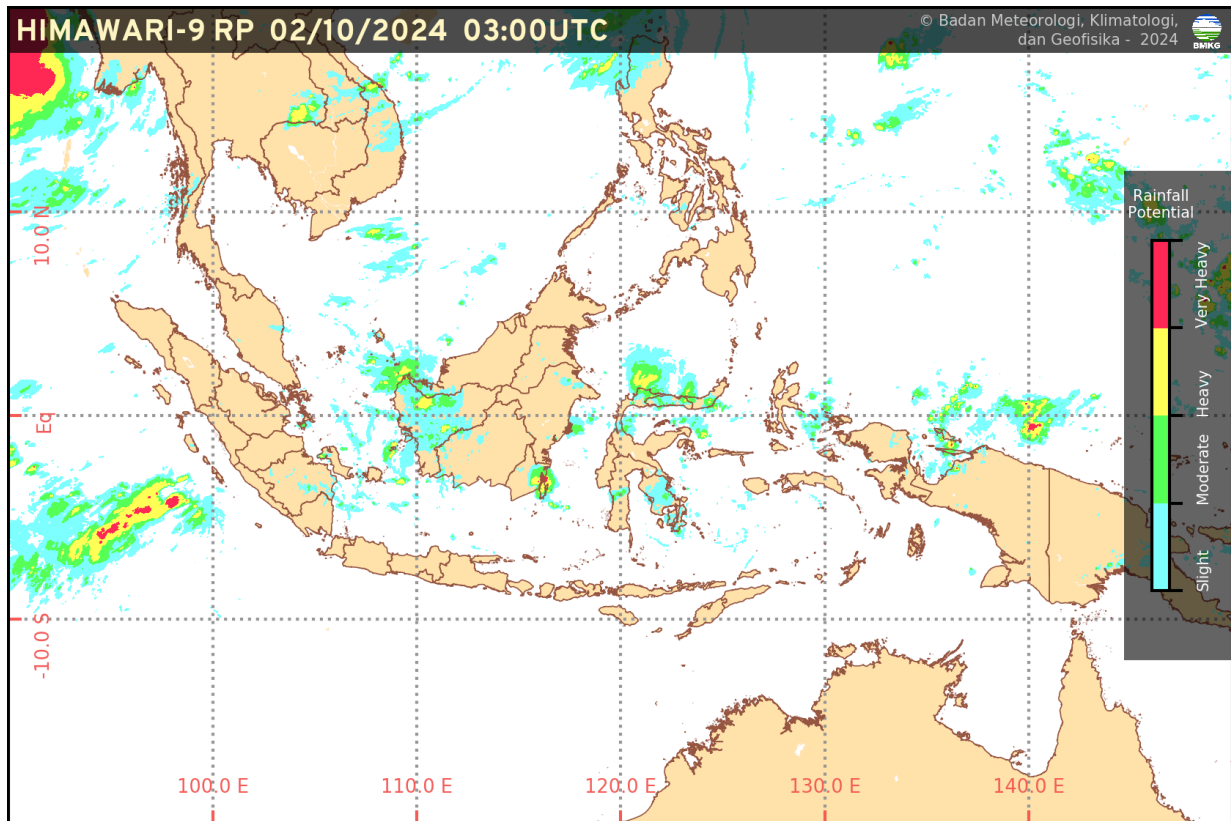 HIMAWARI-9 RP 02/10/2024 03:00UTC
© Badan Meteorologi, Klimatologi,
dan Geofisika - 2024
BMKG
Rainfall
Potential
Very Heavy
Heavy
Moderate
Slight
10.0 N
Eq
-10.0 S
100.0 E
110.0 E
120.0 E
130.0 E
140.0 E